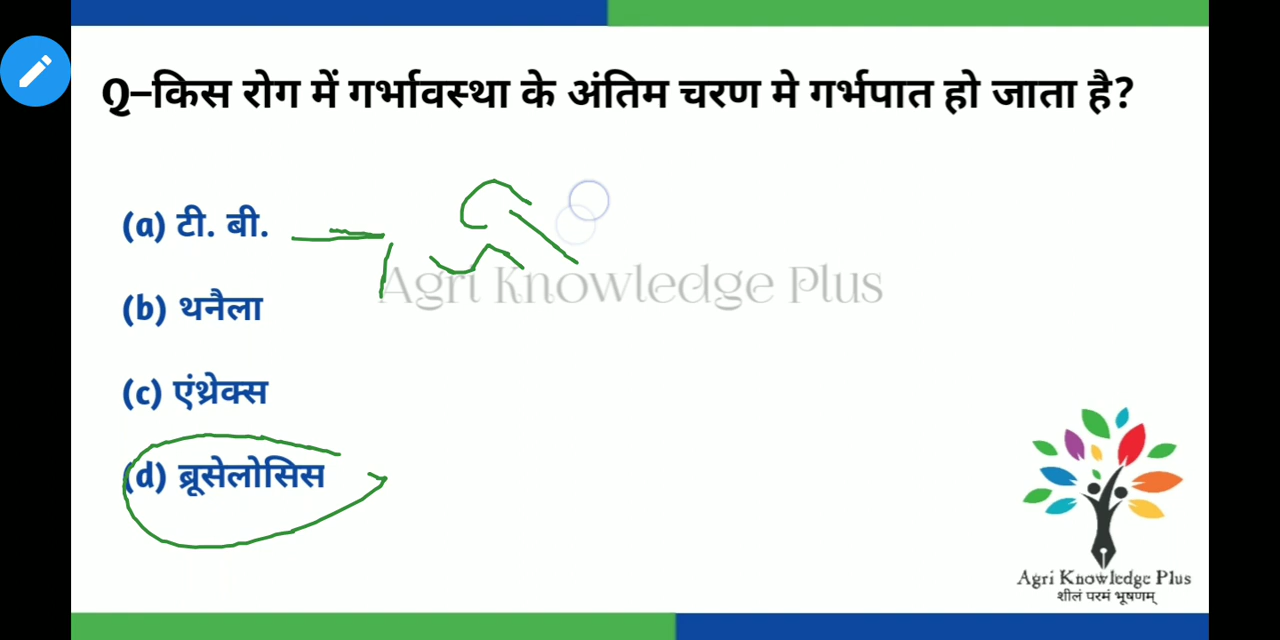 Q–किस रोग में गर्भावस्था के अंतिम चरण मे गर्भपात हो जाता है?
(a) टी. बी.
Agri Knowledge Plus
(b) थनैला
(c) एंथ्रेक्स
(d) ब्रूसेलोसिस
Agri Knowledge Plus
शीलं परमं भूषणम्